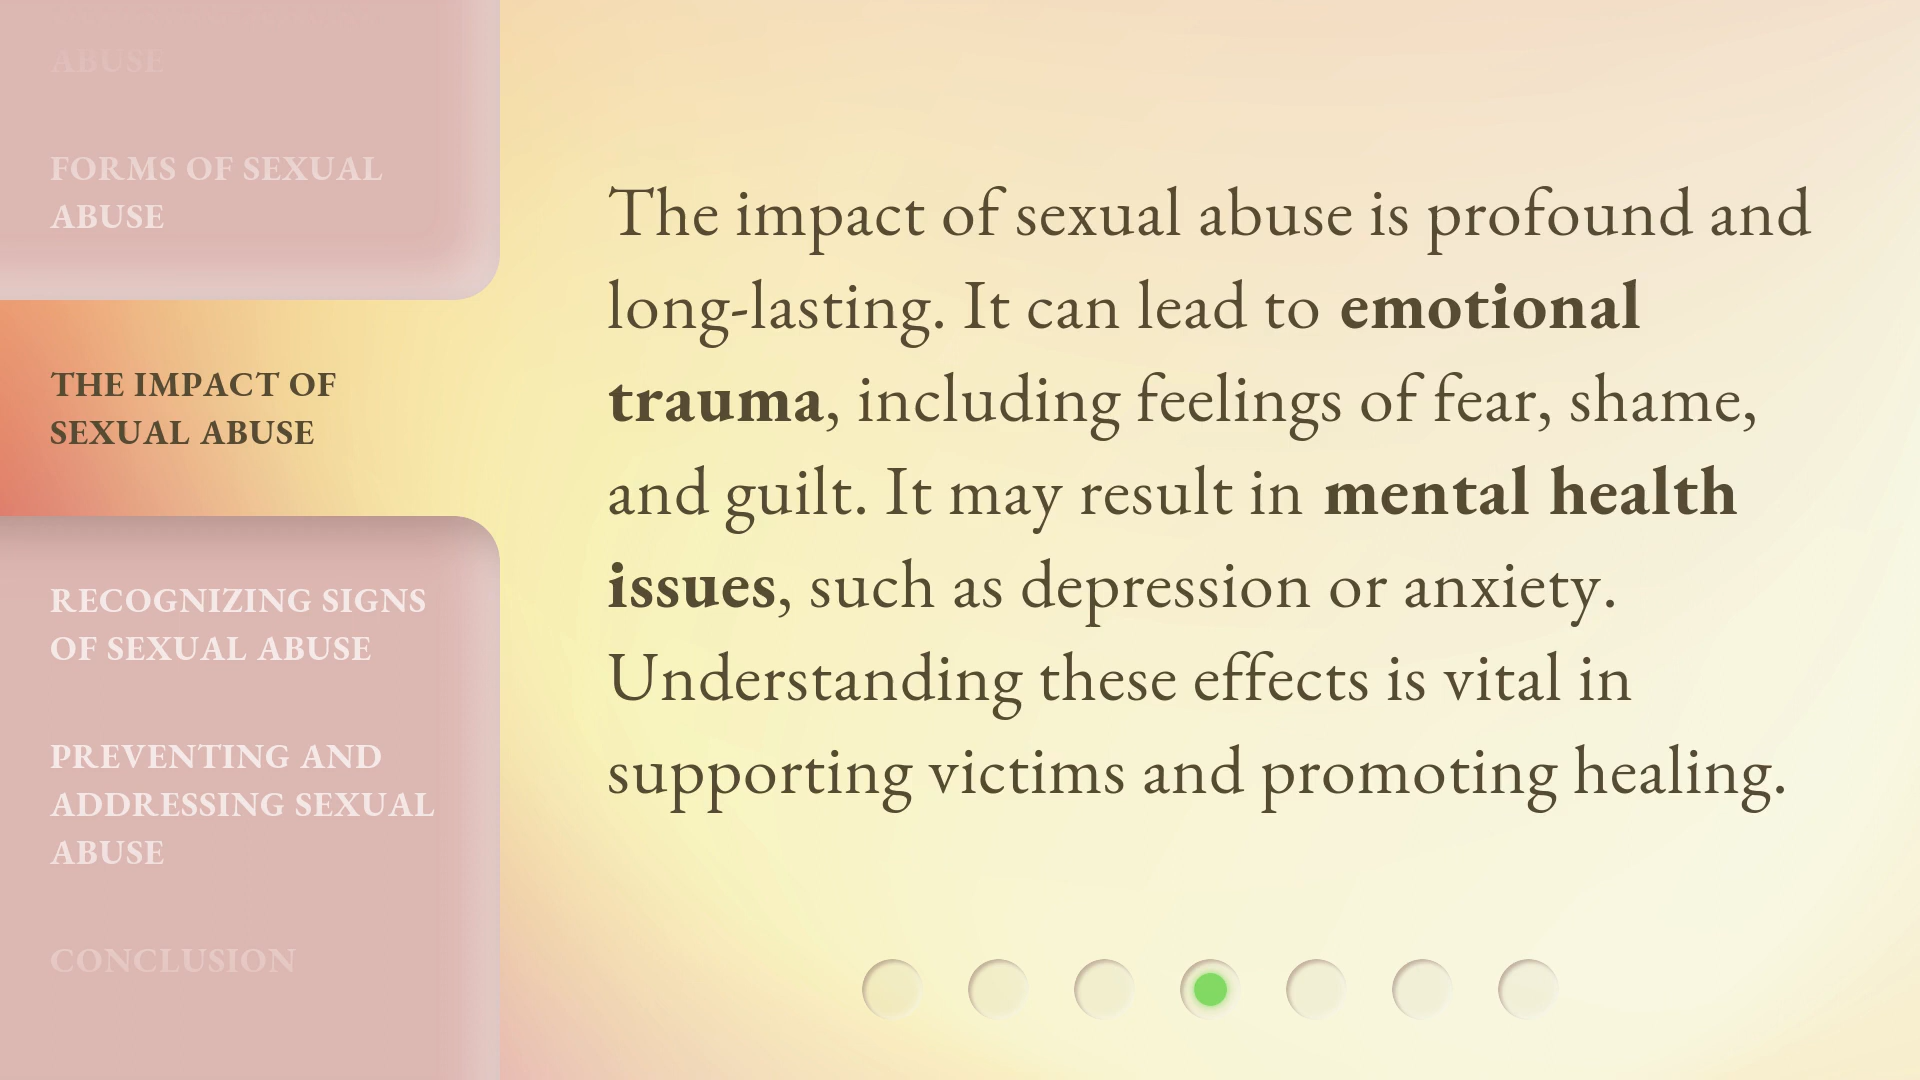 ABUSE
FORMS OF SEXUAL
ABUSE
THE IMPACT OF
SEXUAL ABUSE
RECOGNIZING SIGNS
OF SEXUAL ABUSE
PREVENTING AND
ADDRESSING SEXUAL
ABUSE
CONCLUSION
The impact of sexual abuse is profound and
long-lasting. It can lead to emotional
trauma, including feelings of fear, shame,
and guilt. It may result in mental health
issues, such as depression or anxiety.
Understanding these effects is vital in
supporting victims and promoting healing.